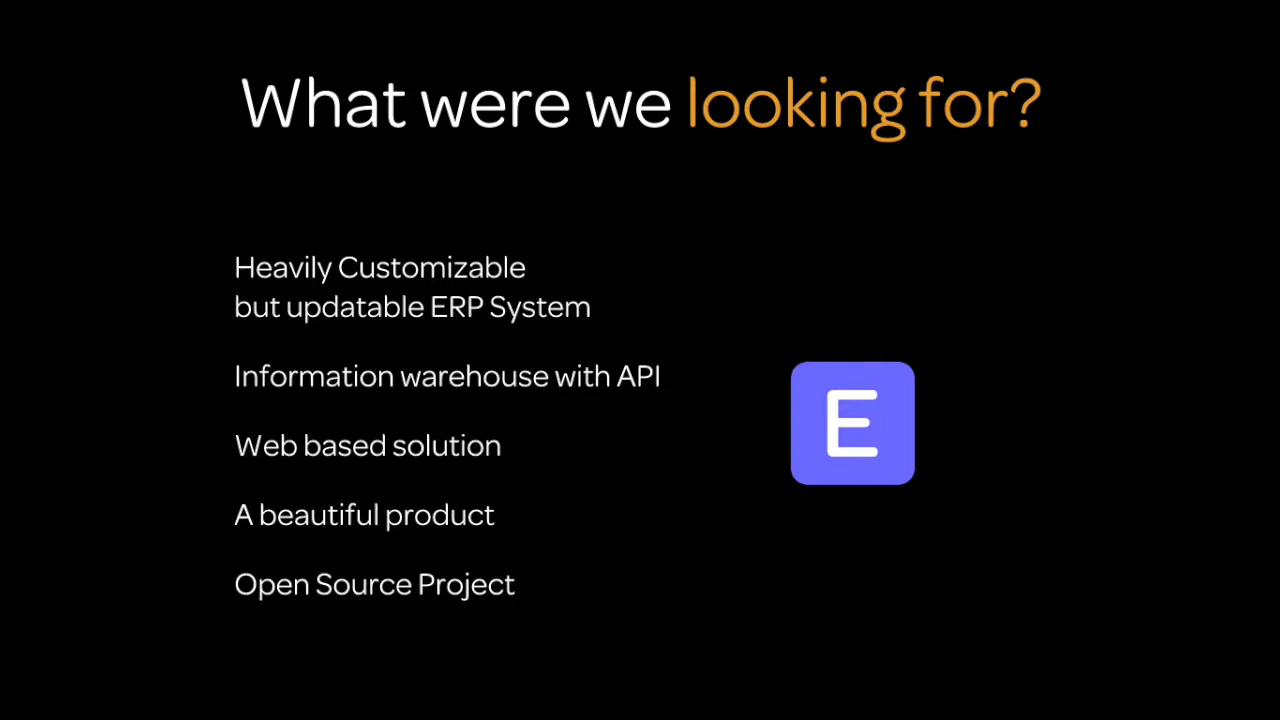 What were we looking for?
Heavily Customizable
but updatable ERP System
Information warehouse with API
Web based solution
A beautiful product
Open Source Project
E